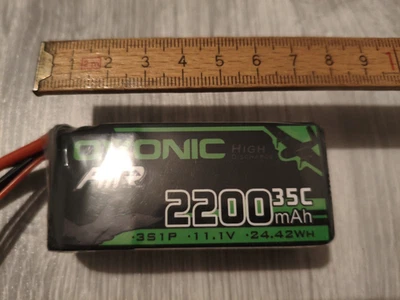 2 3 4 5 6 7 8 9
OVONIC
HIGH
AIR
2200 35C
mAh
·3S1P ·11.1V ·24.42WH